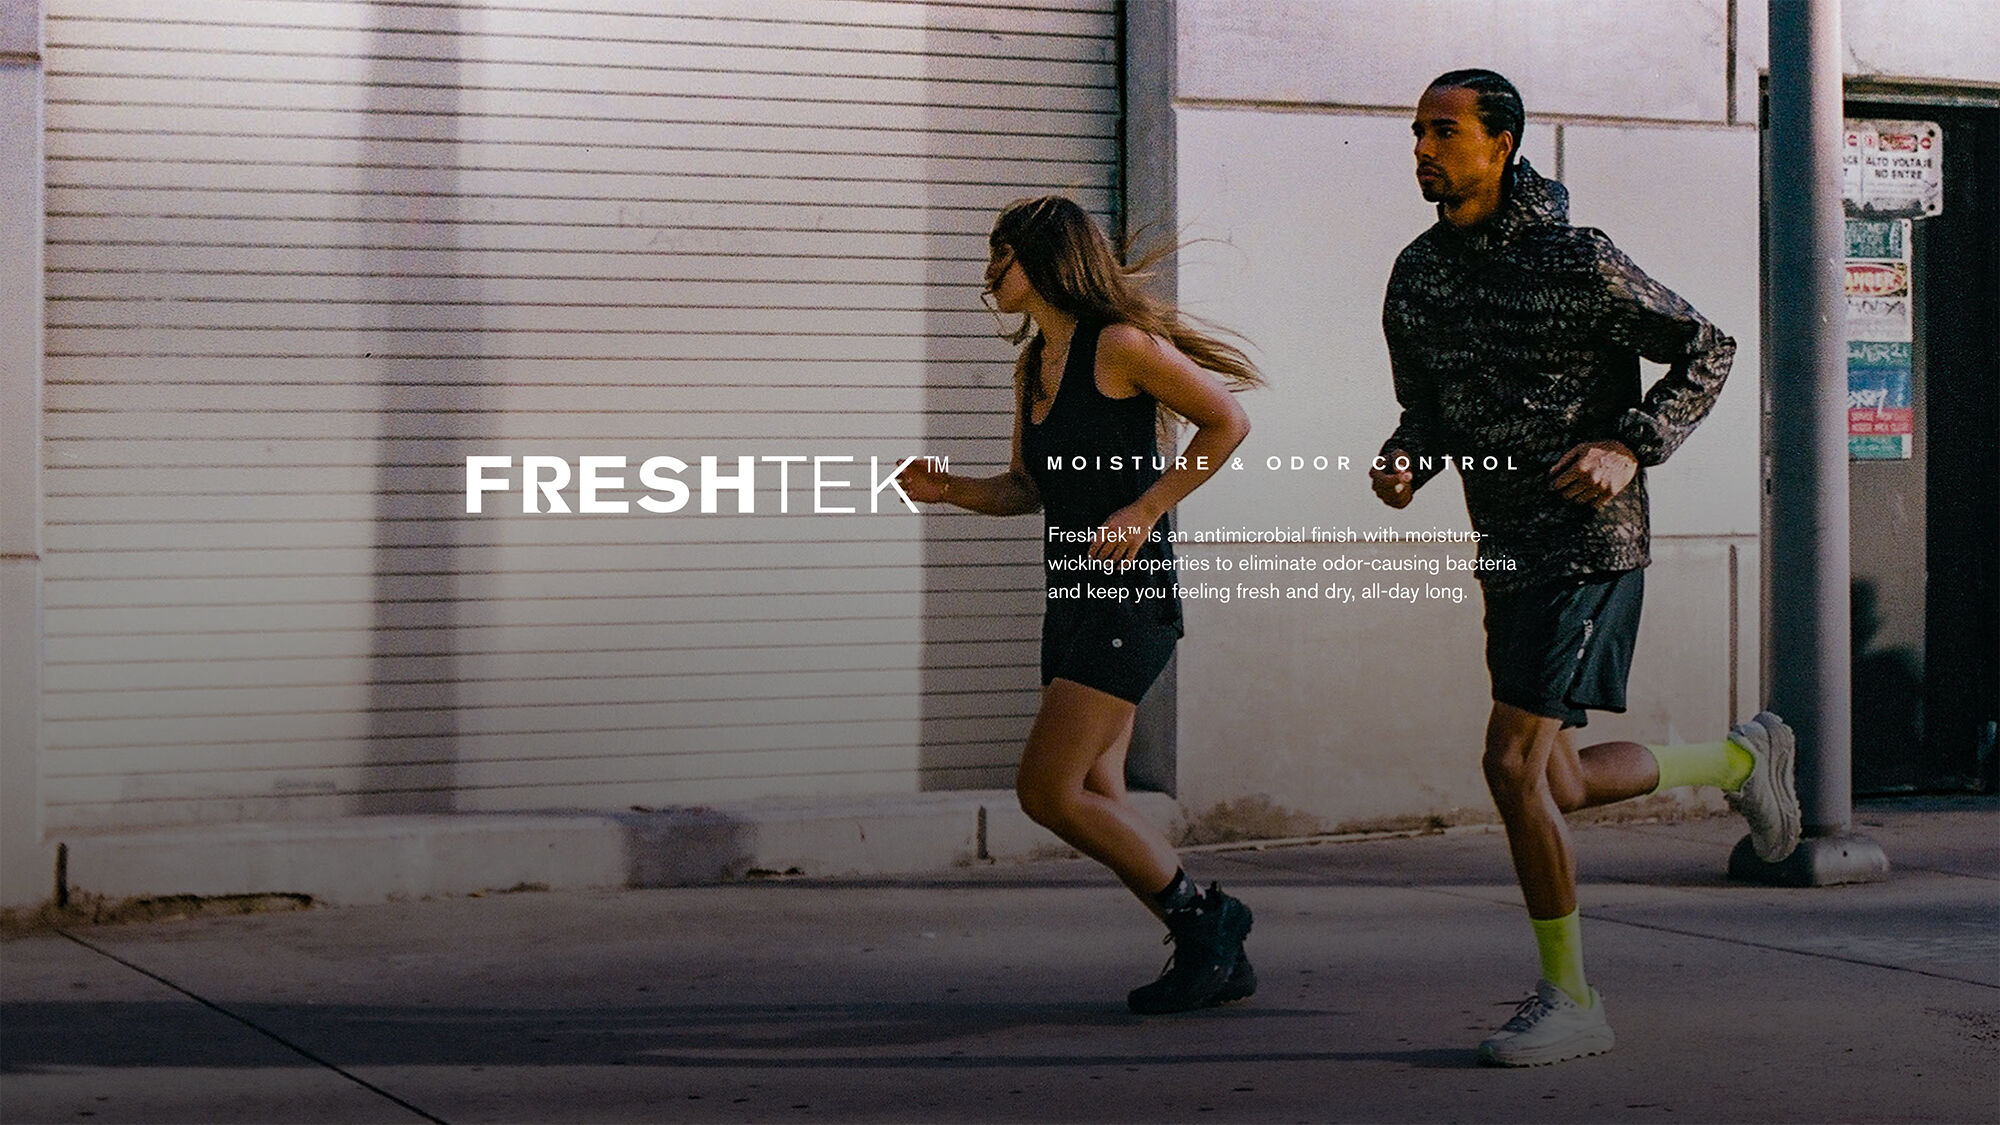 FRESHTEK™
MOISTURE & ODOR CONTROL
FreshTek™ is an antimicrobial finish with moisture-
wicking properties to eliminate odor-causing bacteria
and keep you feeling fresh and dry, all-day long.
ALTO VOLTAJE
NO ENTRE